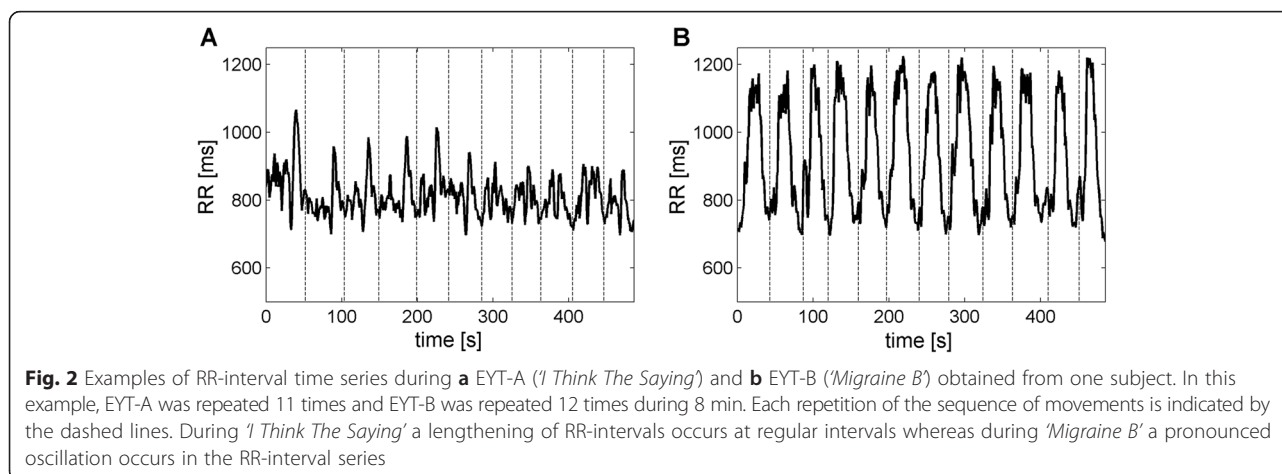 A
B
1200
1000
800
600
RR [ms]
0
100
200
300
400
time [s]
1200
1000
800
600
RR [ms]
0
100
200
300
400
time [s]
Fig. 2 Examples of RR-interval time series during a EYT-A ('I Think The Saying') and b EYT-B ('Migraine B') obtained from one subject. In this
example, EYT-A was repeated 11 times and EYT-B was repeated 12 times during 8 min. Each repetition of the sequence of movements is indicated by
the dashed lines. During 'I Think The Saying' a lengthening of RR-intervals occurs at regular intervals whereas during 'Migraine B' a pronounced
oscillation occurs in the RR-interval series